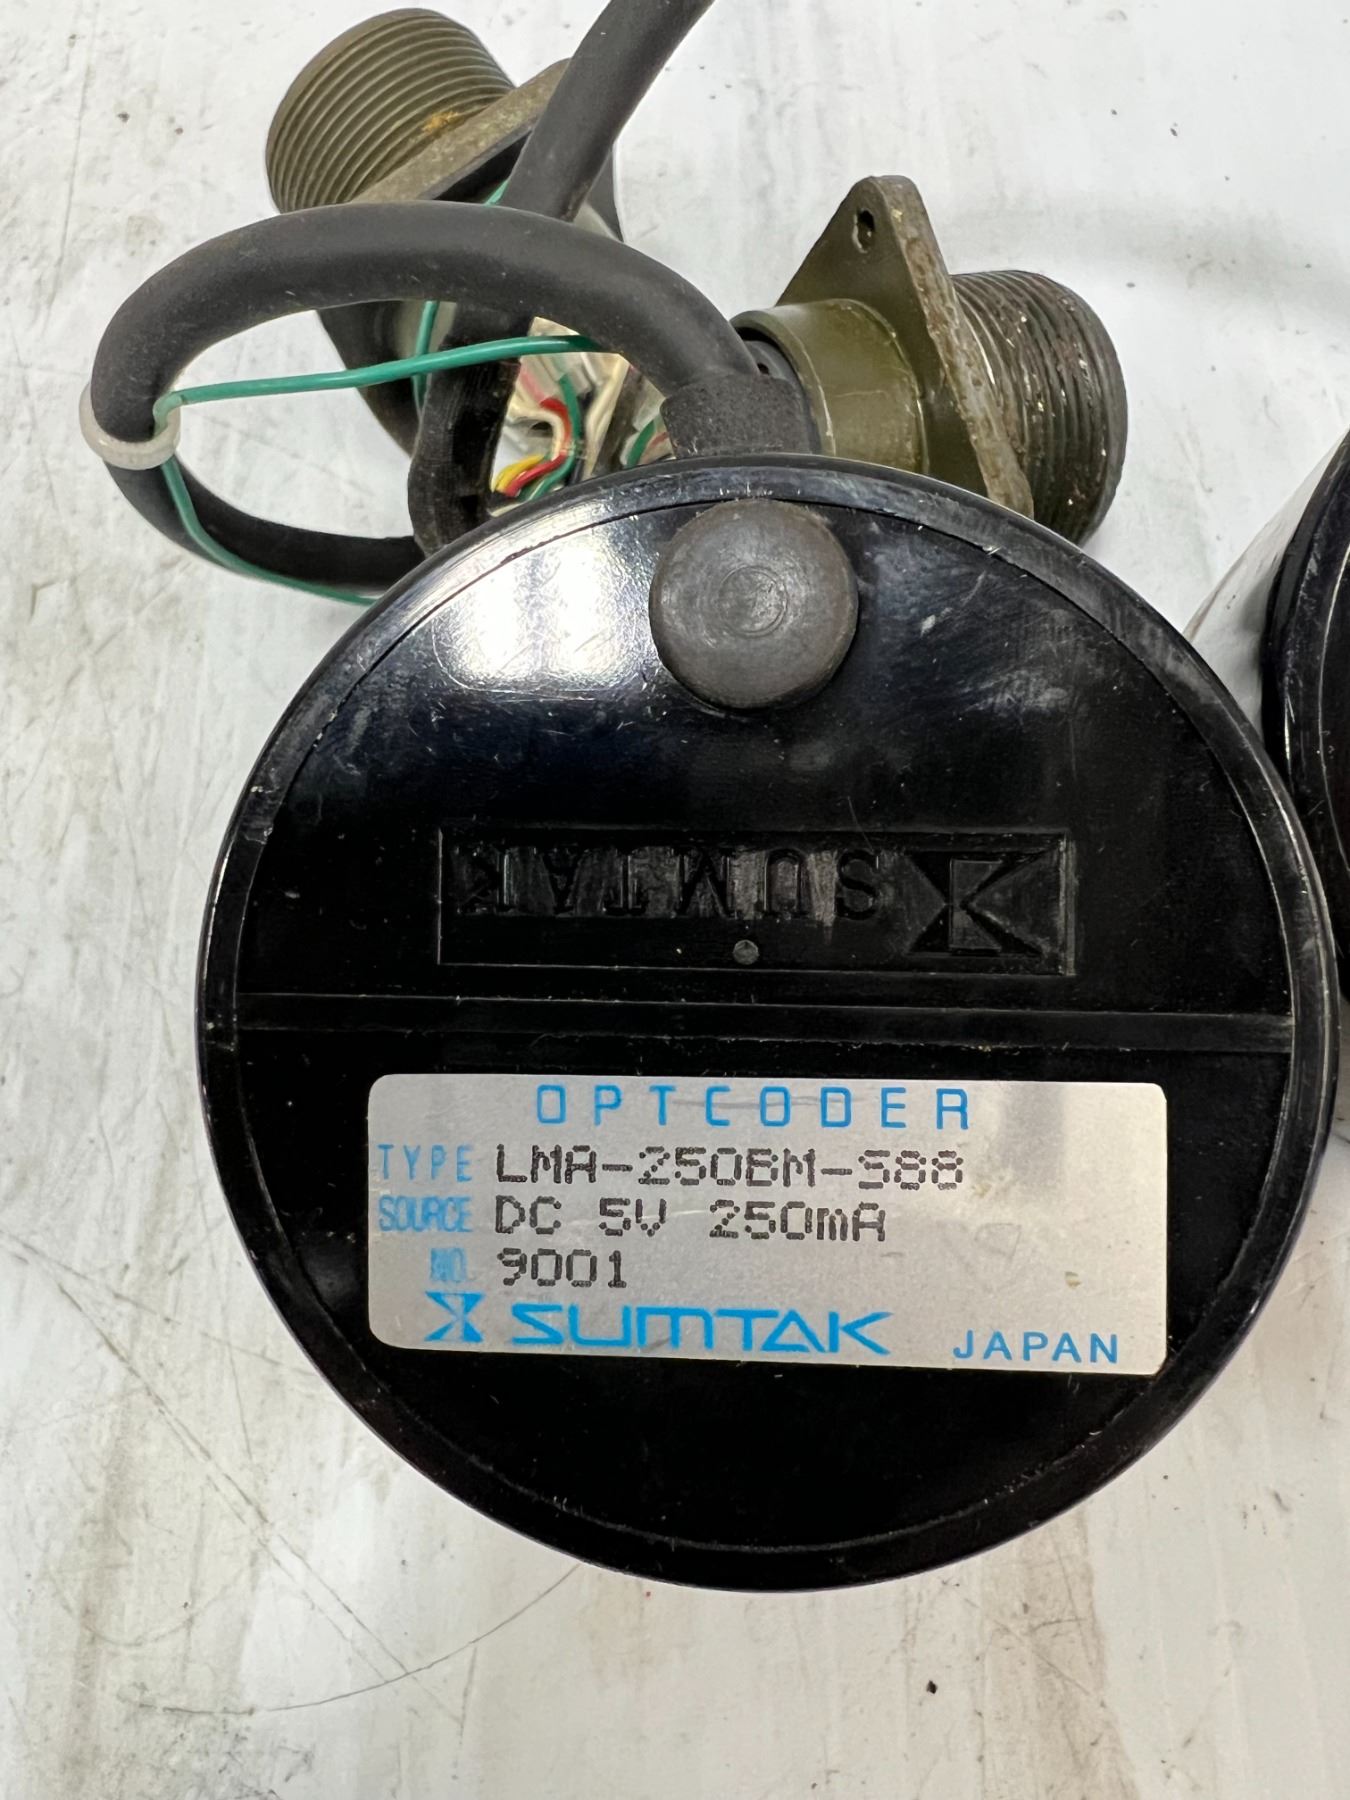 SUMTAK
OPTCODER
TYPE LMA-250BM-S88
SOURCE DC 5V 250mA
NO. 9001
SUMTAK JAPAN